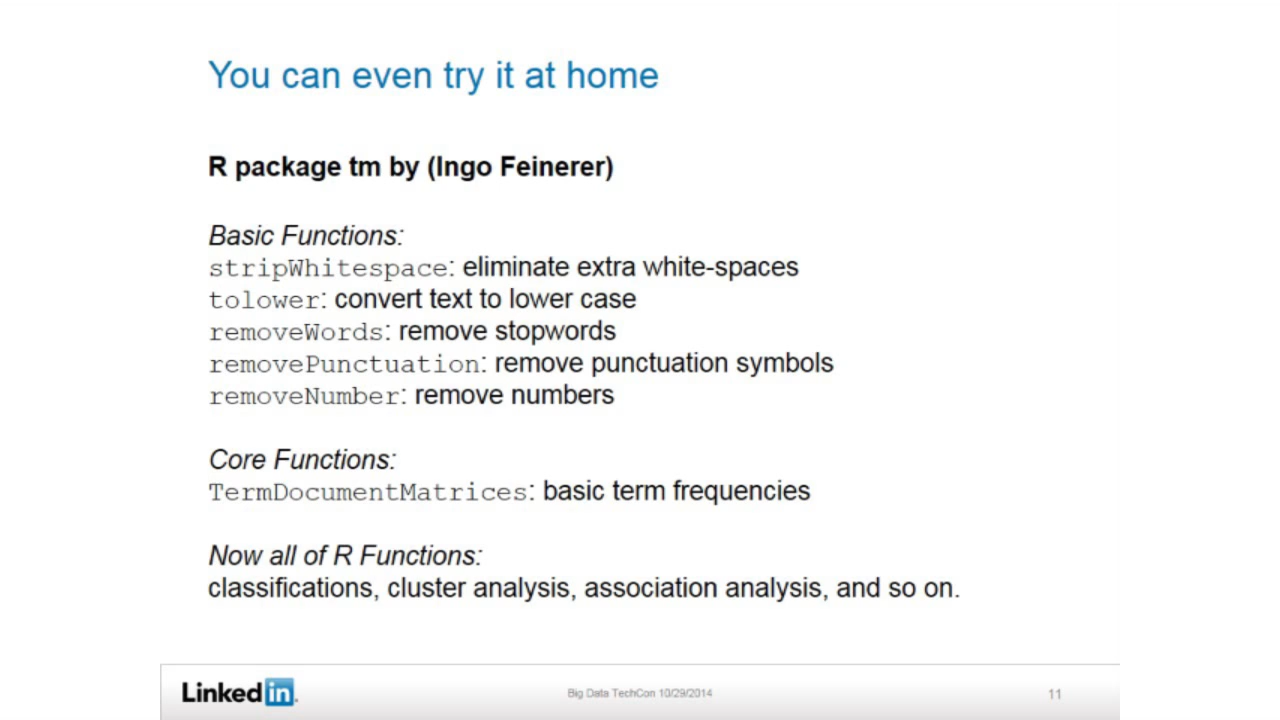 You can even try it at home
R package tm by (Ingo Feinerer)
Basic Functions:
stripWhitespace: eliminate extra white-spaces
tolower: convert text to lower case
removeWords: remove stopwords
removePunctuation: remove punctuation symbols
removeNumber: remove numbers
Core Functions:
TermDocumentMatrices: basic term frequencies
Now all of R Functions:
classifications, cluster analysis, association analysis, and so on.
Linked in. Big Data TechCon 10/29/2014 11